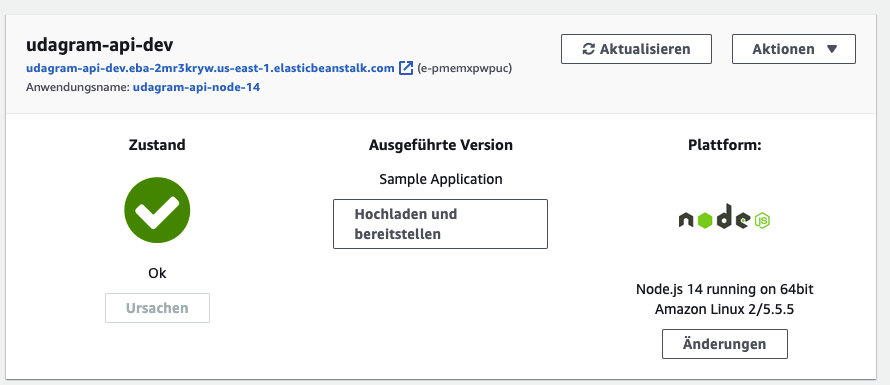 udagram-api-dev
Aktualisieren
Aktionen
udagram-api-dev.eba-2mr3kryw.us-east-1.elasticbeanstalk.com (e-pmemxpwpuc)
Anwendungsname: udagram-api-node-14
Zustand
Ok
Ursachen
Ausgeführte Version
Sample Application
Hochladen und
bereitstellen
Plattform:
node
JS
Node.js 14 running on 64bit
Amazon Linux 2/5.5.5
Änderungen